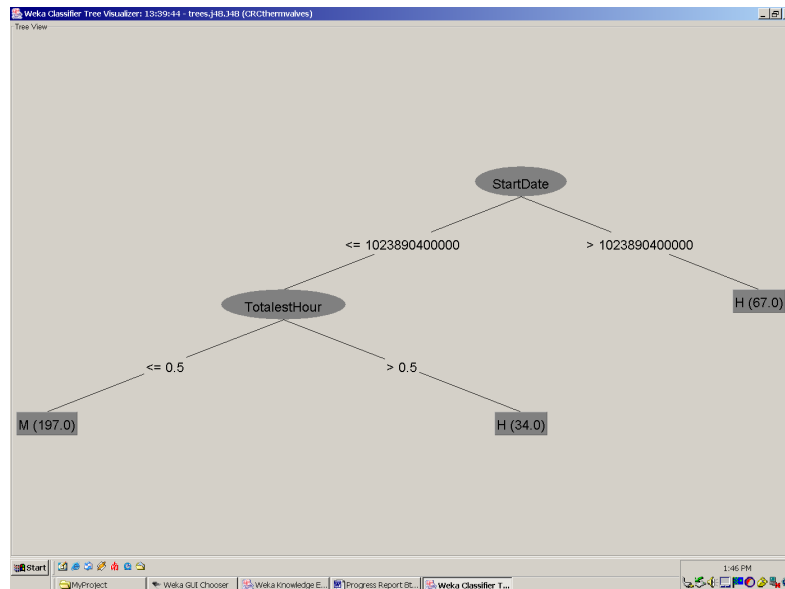 Weka Classifier Tree Visualizer: 13:39:44 - trees.j48.J48 (CRCthermvalves)
Tree View
StartDate
<= 1023890400000
> 1023890400000
TotalestHour
H (67.0)
<= 0.5
> 0.5
M (197.0)
H (34.0)
Start
1:46 PM
MyProject
Weka GUI Chooser
Weka Knowledge E...
Progress Report 8t...
Weka Classifier T...